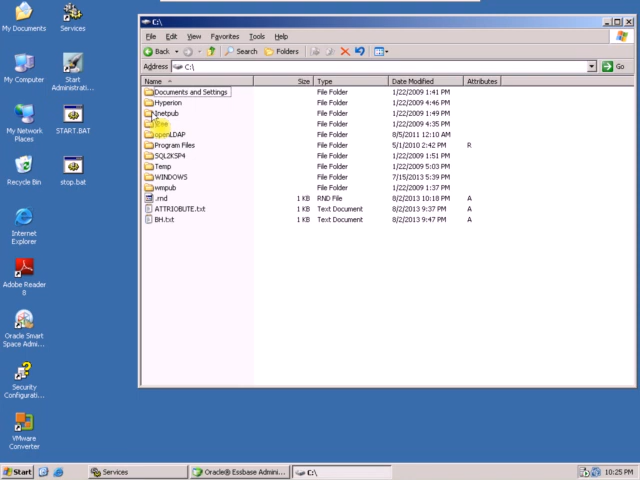 My Documents
Services
My Computer
Start
Administrati...
My Network
Places
START.BAT
Recycle Bin
stop.bat
Internet
Explorer
Adobe Reader
8
Oracle Smart
Space Admi...
Security
Configurati...
VMware
Converter
C:\
File Edit View Favorites Tools Help
Back Search Folders
Address C:\ Go
Name Size Type Date Modified Attributes
Documents and Settings File Folder 1/22/2009 1:41 PM
Hyperion File Folder 1/22/2009 4:46 PM
Inetpub File Folder 1/22/2009 1:49 PM
File Folder 1/22/2009 4:35 PM
openLDAP File Folder 8/5/2011 12:10 AM
Program Files File Folder 5/1/2010 2:42 PM R
SQL2KSP4 File Folder 1/22/2009 1:51 PM
Temp File Folder 1/22/2009 5:03 PM
WINDOWS File Folder 7/15/2013 5:39 PM
wmpub File Folder 1/22/2009 1:37 PM
.rnd 1 KB RND File 8/2/2013 10:18 PM A
ATTRIOBUTE.txt 1 KB Text Document 8/2/2013 9:37 PM A
BH.txt 1 KB Text Document 8/2/2013 9:47 PM A
Start Services Oracle® Essbase Admini... C:\ 10:25 PM